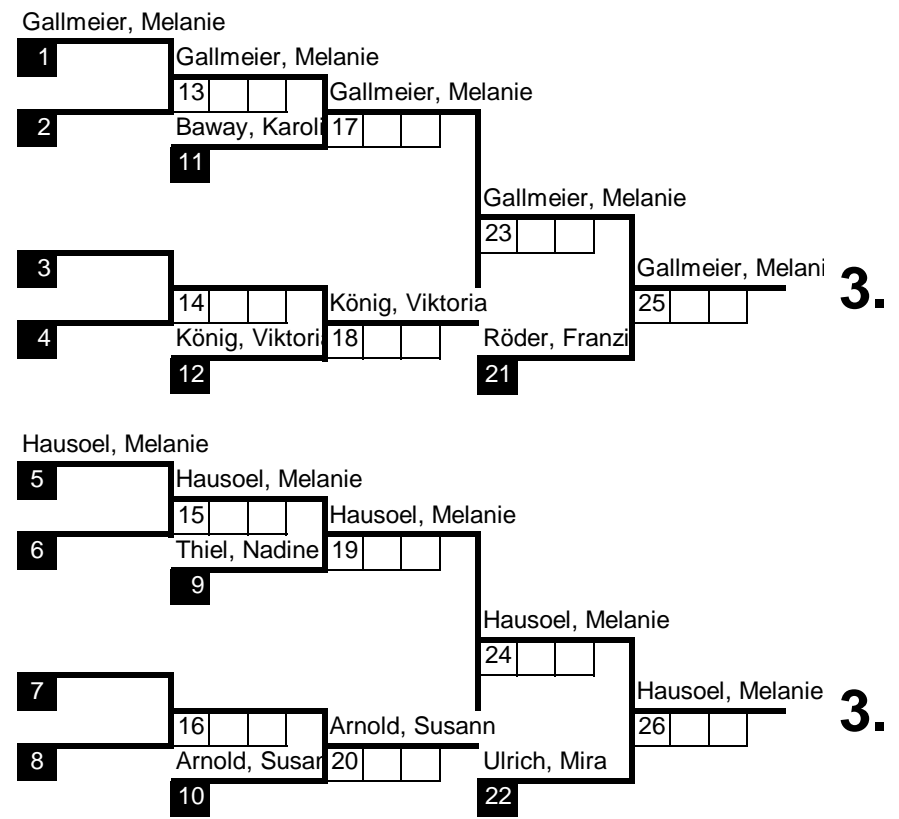 Gallmeier, Melanie
1
Gallmeier, Melanie
13
Gallmeier, Melanie
2
Baway, Karoli
17
11
Gallmeier, Melanie
23
3
Gallmeier, Melani
3.
14
König, Viktoria
25
4
König, Viktori
18
Röder, Franzi
12
21
Hausoel, Melanie
5
Hausoel, Melanie
15
Hausoel, Melanie
6
Thiel, Nadine
19
9
Hausoel, Melanie
24
7
Hausoel, Melanie
3.
16
Arnold, Susann
26
8
Arnold, Susan
20
Ulrich, Mira
10
22